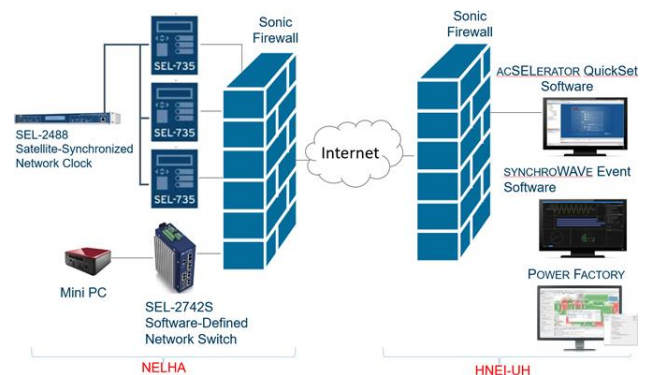 Sonic
Firewall
Sonic
Firewall
SEL-735
SEL-735
SEL-735
SEL-2488
Satellite-Synchronized
Network Clock
Mini PC
SEL-2742S
Software-Defined
Network Switch
Internet
ACSELERATOR QuickSet
Software
SYNCHROWAVE Event
Software
POWER FACTORY
NELHA
HNEI-UH